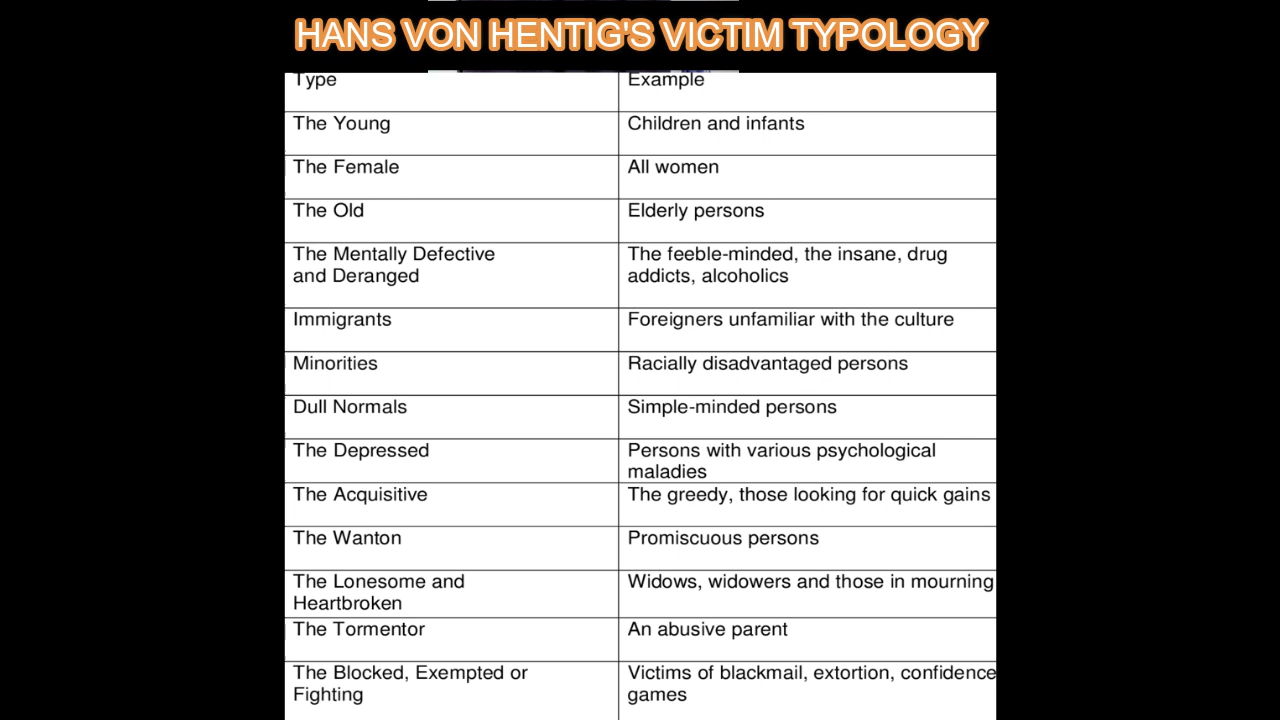 HANS VON HENTIG'S VICTIM TYPOLOGY
Type Example
The Young Children and infants
The Female All women
The Old Elderly persons
The Mentally Defective The feeble-minded, the insane, drug
and Deranged addicts, alcoholics
Immigrants Foreigners unfamiliar with the culture
Minorities Racially disadvantaged persons
Dull Normals Simple-minded persons
The Depressed Persons with various psychological
maladies
The Acquisitive The greedy, those looking for quick gains
The Wanton Promiscuous persons
The Lonesome and Widows, widowers and those in mourning
Heartbroken
The Tormentor An abusive parent
The Blocked, Exempted or Victims of blackmail, extortion, confidence
Fighting games